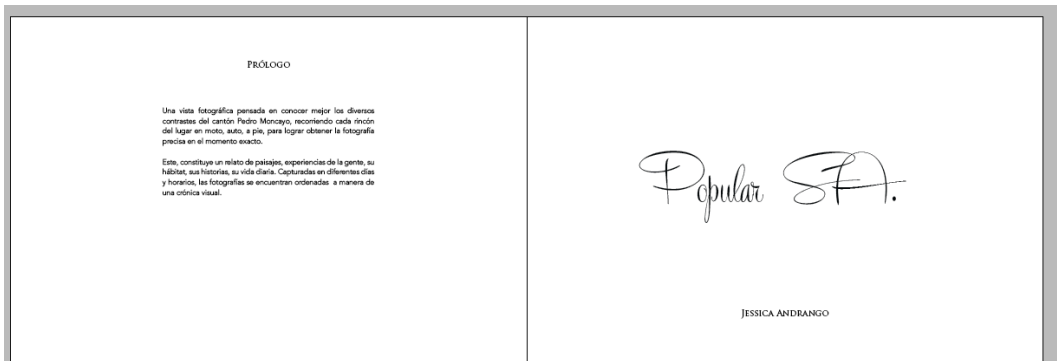 PRÓLOGO
Una vista fotográfica pensada en conocer mejor los diversos
contrastes del cantón Pedro Moncayo, recorriendo cada rincón
del lugar en moto, auto, a pie, para lograr obtener la fotografía
precisa en el momento exacto.
Este, constituye un relato de paisajes, experiencias de la gente, su
hábitat, sus historias, su vida diaria. Capturadas en diferentes días
y horarios, las fotografías se encuentran ordenadas a manera de
una crónica visual.
Popular SFA.
JESSICA ANDRANGO